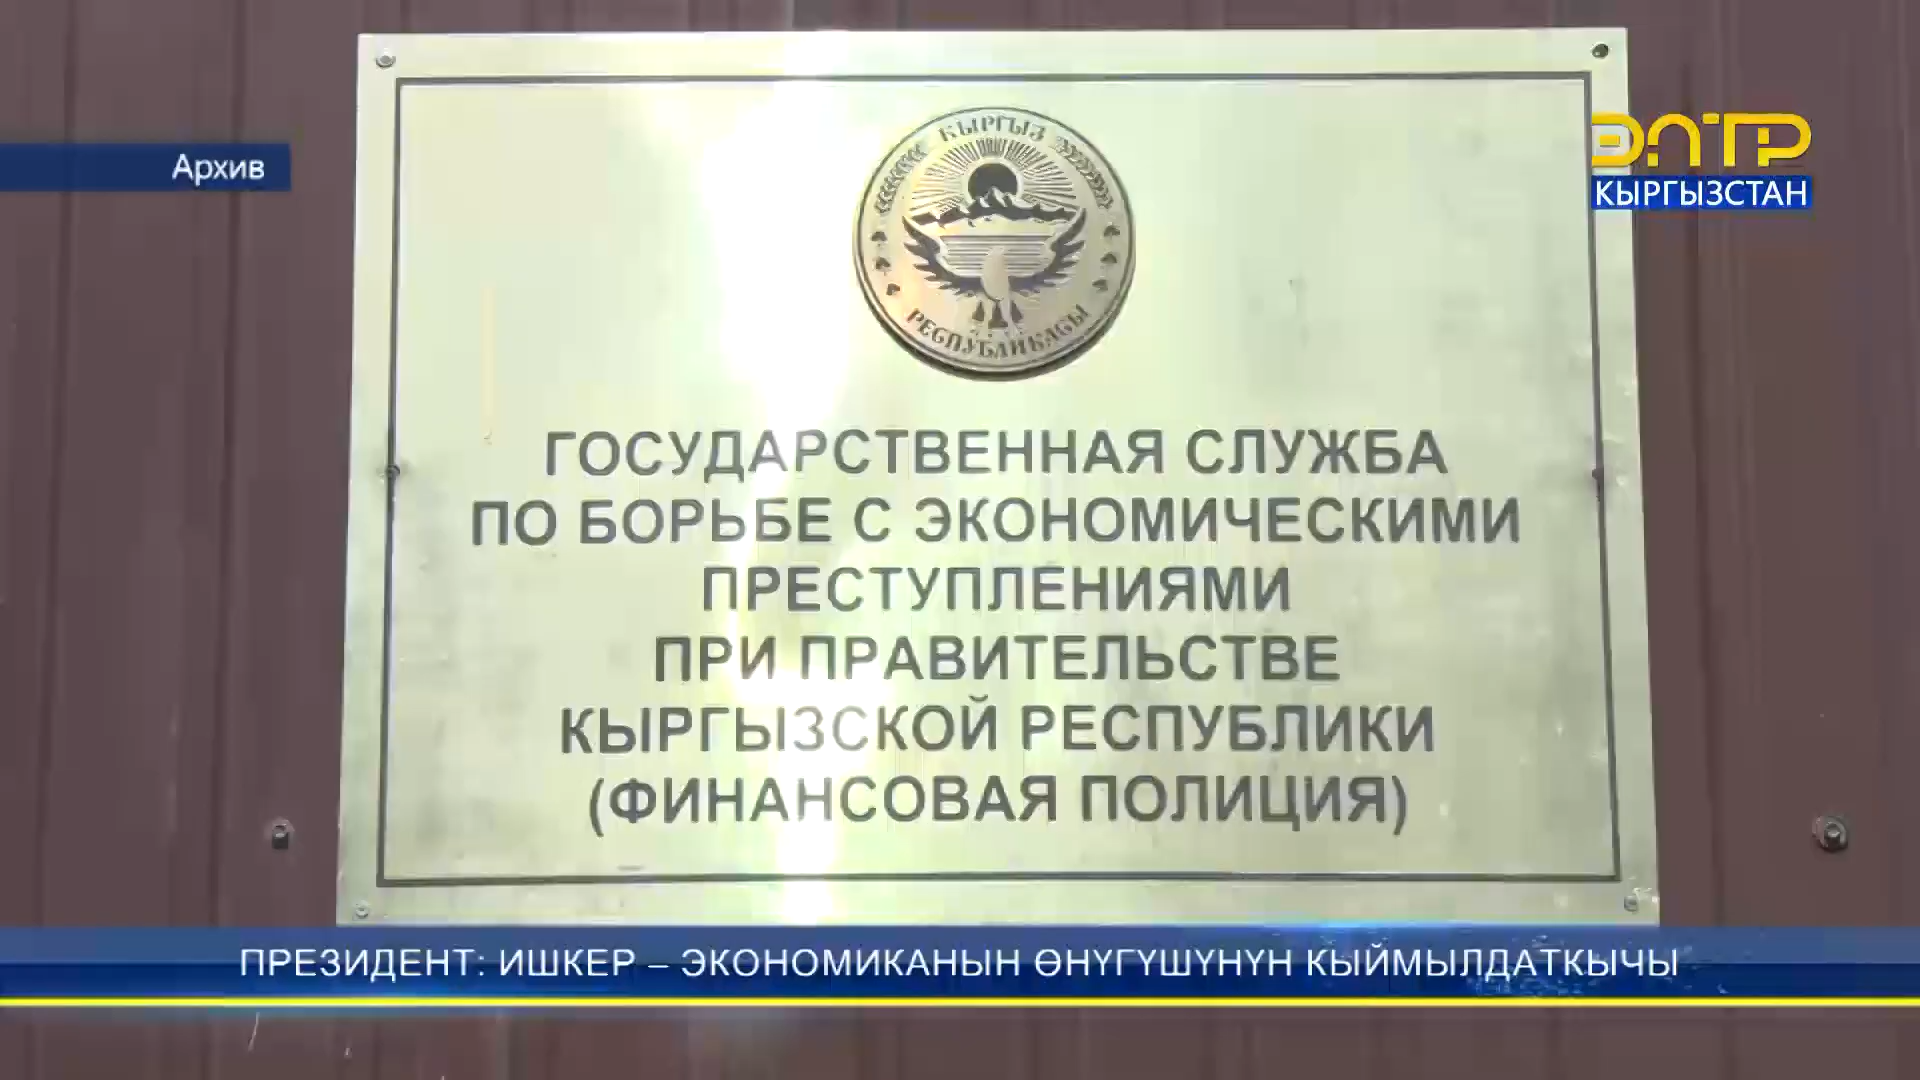 Архив
ЭЛТР
КЫРГЫЗСТАН
КЫРГЫЗ
РЕСПУБЛИКАСЫ
ГОСУДАРСТВЕННАЯ СЛУЖБА
ПО БОРЬБЕ С ЭКОНОМИЧЕСКИМИ
ПРЕСТУПЛЕНИЯМИ
ПРИ ПРАВИТЕЛЬСТВЕ
КЫРГЫЗСКОЙ РЕСПУБЛИКИ
(ФИНАНСОВАЯ ПОЛИЦИЯ)
ПРЕЗИДЕНТ: ИШКЕР – ЭКОНОМИКАНЫН ӨНҮГҮШҮНҮН КЫЙМЫЛДАТКЫЧЫ